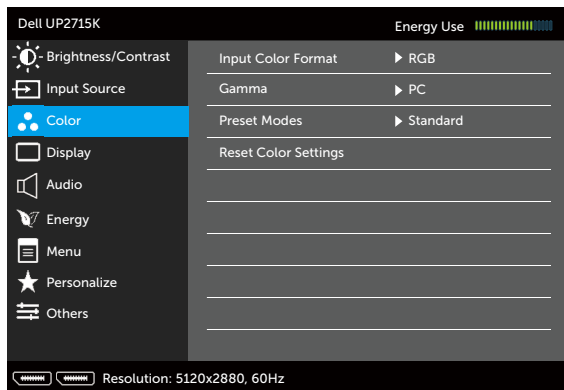 Dell UP2715K
Energy Use
Brightness/Contrast
Input Source
Color
Display
Audio
Energy
Menu
Personalize
Others
Input Color Format
RGB
Gamma
PC
Preset Modes
Standard
Reset Color Settings
Resolution: 5120x2880, 60Hz